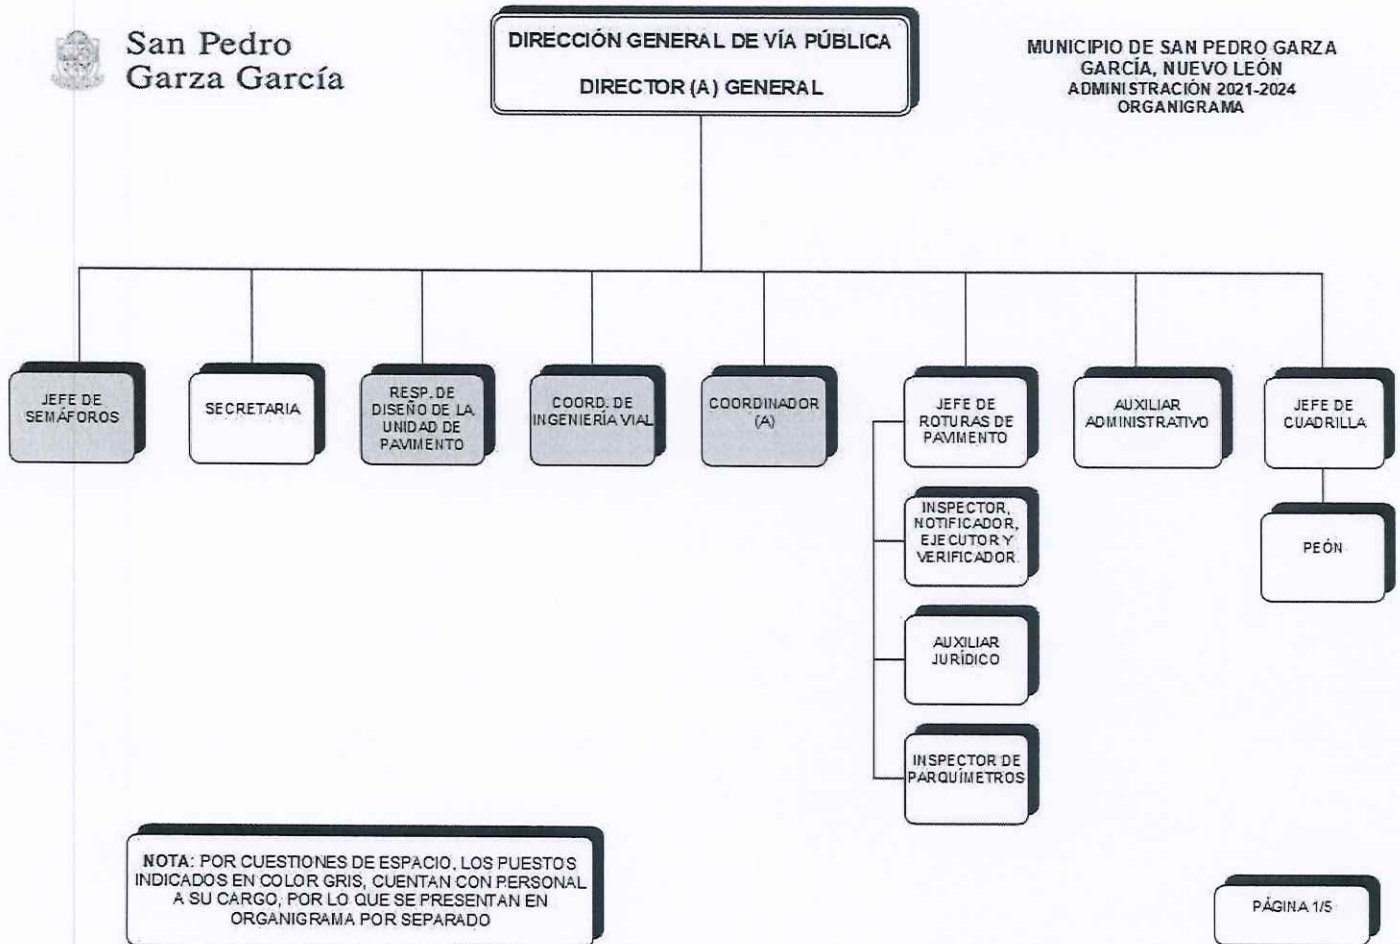 San Pedro
Garza García
DIRECCIÓN GENERAL DE VÍA PÚBLICA
DIRECTOR (A) GENERAL
MUNICIPIO DE SAN PEDRO GARZA
GARCÍA, NUEVO LEÓN
ADMINISTRACIÓN 2021-2024
ORGANIGRAMA
JEFE DE
SEMÁFOROS
SECRETARIA
RESP. DE
DISEÑO DE LA
UNIDAD DE
PAVIMENTO
COORD. DE
INGENIERÍA VIAL
COORDINADOR
(A)
JEFE DE
ROTURAS DE
PAVIMENTO
AUXILIAR
ADMINISTRATIVO
JEFE DE
CUADRILLA
INSPECTOR,
NOTIFICADOR,
EJECUTOR Y
VERIFICADOR.
PEÓN
AUXILIAR
JURÍDICO
INSPECTOR DE
PARQUÍMETROS
NOTA: POR CUESTIONES DE ESPACIO, LOS PUESTOS
INDICADOS EN COLOR GRIS, CUENTAN CON PERSONAL
A SU CARGO, POR LO QUE SE PRESENTAN EN
ORGANIGRAMA POR SEPARADO
PÁGINA 1/5